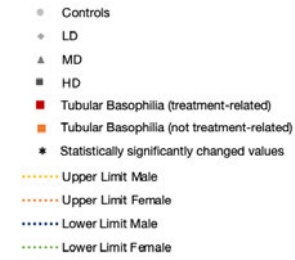 Controls
LD
MD
HD
Tubular Basophilia (treatment-related)
Tubular Basophilia (not treatment-related)
* Statistically significantly changed values
Upper Limit Male
Upper Limit Female
Lower Limit Male
Lower Limit Female